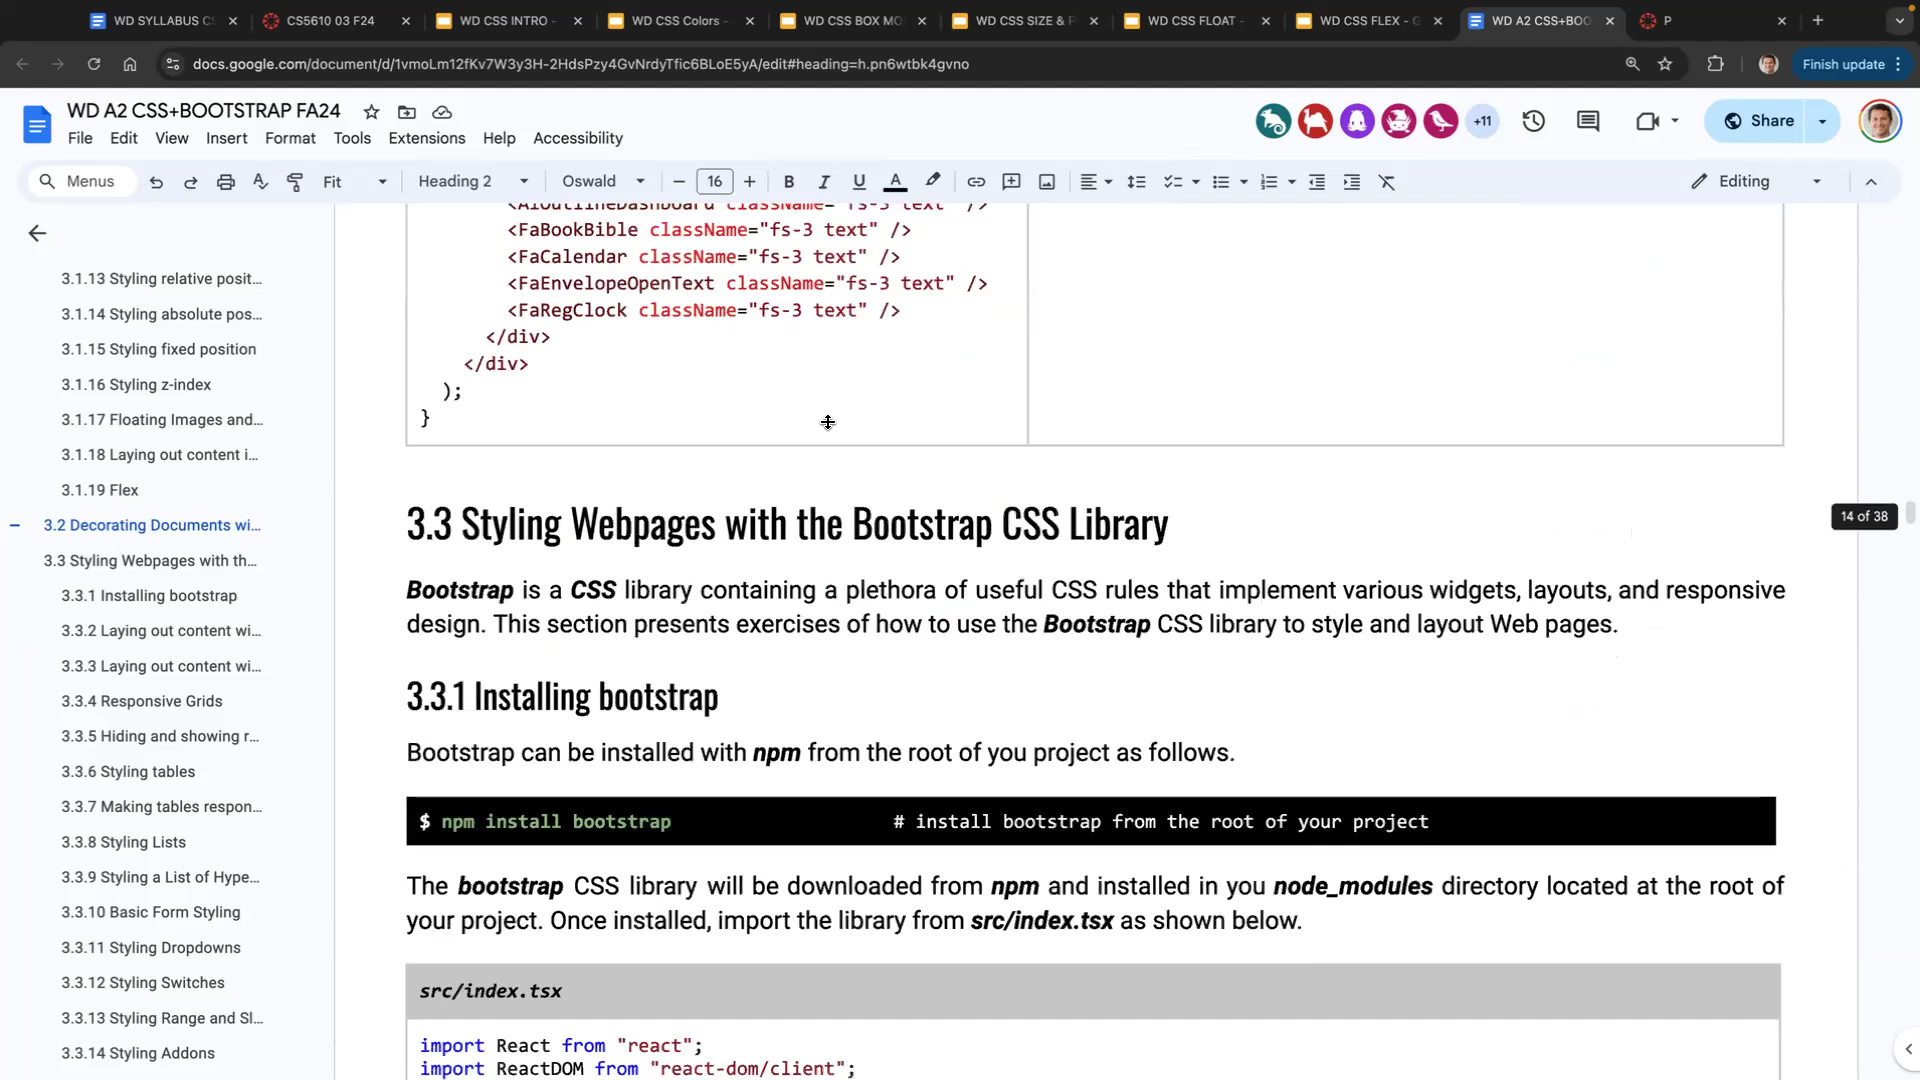 WD SYLLABUS CS
CS5610 03 F24
WD CSS INTRO -
WD CSS Colors -
WD CSS BOX MO
WD CSS SIZE & P
WD CSS FLOAT -
WD CSS FLEX - G
WD A2 CSS+BOO
P
docs.google.com/document/d/1vmoLm12fKv7W3y3H-2HdsPzy4GvNrdyTfic6BLoE5yA/edit#heading=h.pn6wtbk4gvno
Finish update
WD A2 CSS+BOOTSTRAP FA24
File Edit View Insert Format Tools Extensions Help Accessibility
+11
Share
Menus
Fit
Heading 2
Oswald
16
B I U A
Editing
3.1.13 Styling relative posit...
3.1.14 Styling absolute pos...
3.1.15 Styling fixed position
3.1.16 Styling z-index
3.1.17 Floating Images and...
3.1.18 Laying out content i...
3.1.19 Flex
3.2 Decorating Documents wi...
3.3 Styling Webpages with th...
3.3.1 Installing bootstrap
3.3.2 Laying out content wi...
3.3.3 Laying out content wi...
3.3.4 Responsive Grids
3.3.5 Hiding and showing r...
3.3.6 Styling tables
3.3.7 Making tables respon...
3.3.8 Styling Lists
3.3.9 Styling a List of Hype...
3.3.10 Basic Form Styling
3.3.11 Styling Dropdowns
3.3.12 Styling Switches
3.3.13 Styling Range and Sl...
3.3.14 Styling Addons
<AiOutlineDashboard className="fs-3 text" />
<FaBookBible className="fs-3 text" />
<FaCalendar className="fs-3 text" />
<FaEnvelopeOpenText className="fs-3 text" />
<FaRegClock className="fs-3 text" />
</div>
</div>
);
}
3.3 Styling Webpages with the Bootstrap CSS Library
14 of 38
Bootstrap is a CSS library containing a plethora of useful CSS rules that implement various widgets, layouts, and responsive
design. This section presents exercises of how to use the Bootstrap CSS library to style and layout Web pages.
3.3.1 Installing bootstrap
Bootstrap can be installed with npm from the root of you project as follows.
$ npm install bootstrap # install bootstrap from the root of your project
The bootstrap CSS library will be downloaded from npm and installed in you node_modules directory located at the root of
your project. Once installed, import the library from src/index.tsx as shown below.
src/index.tsx
import React from "react";
import ReactDOM from "react-dom/client";